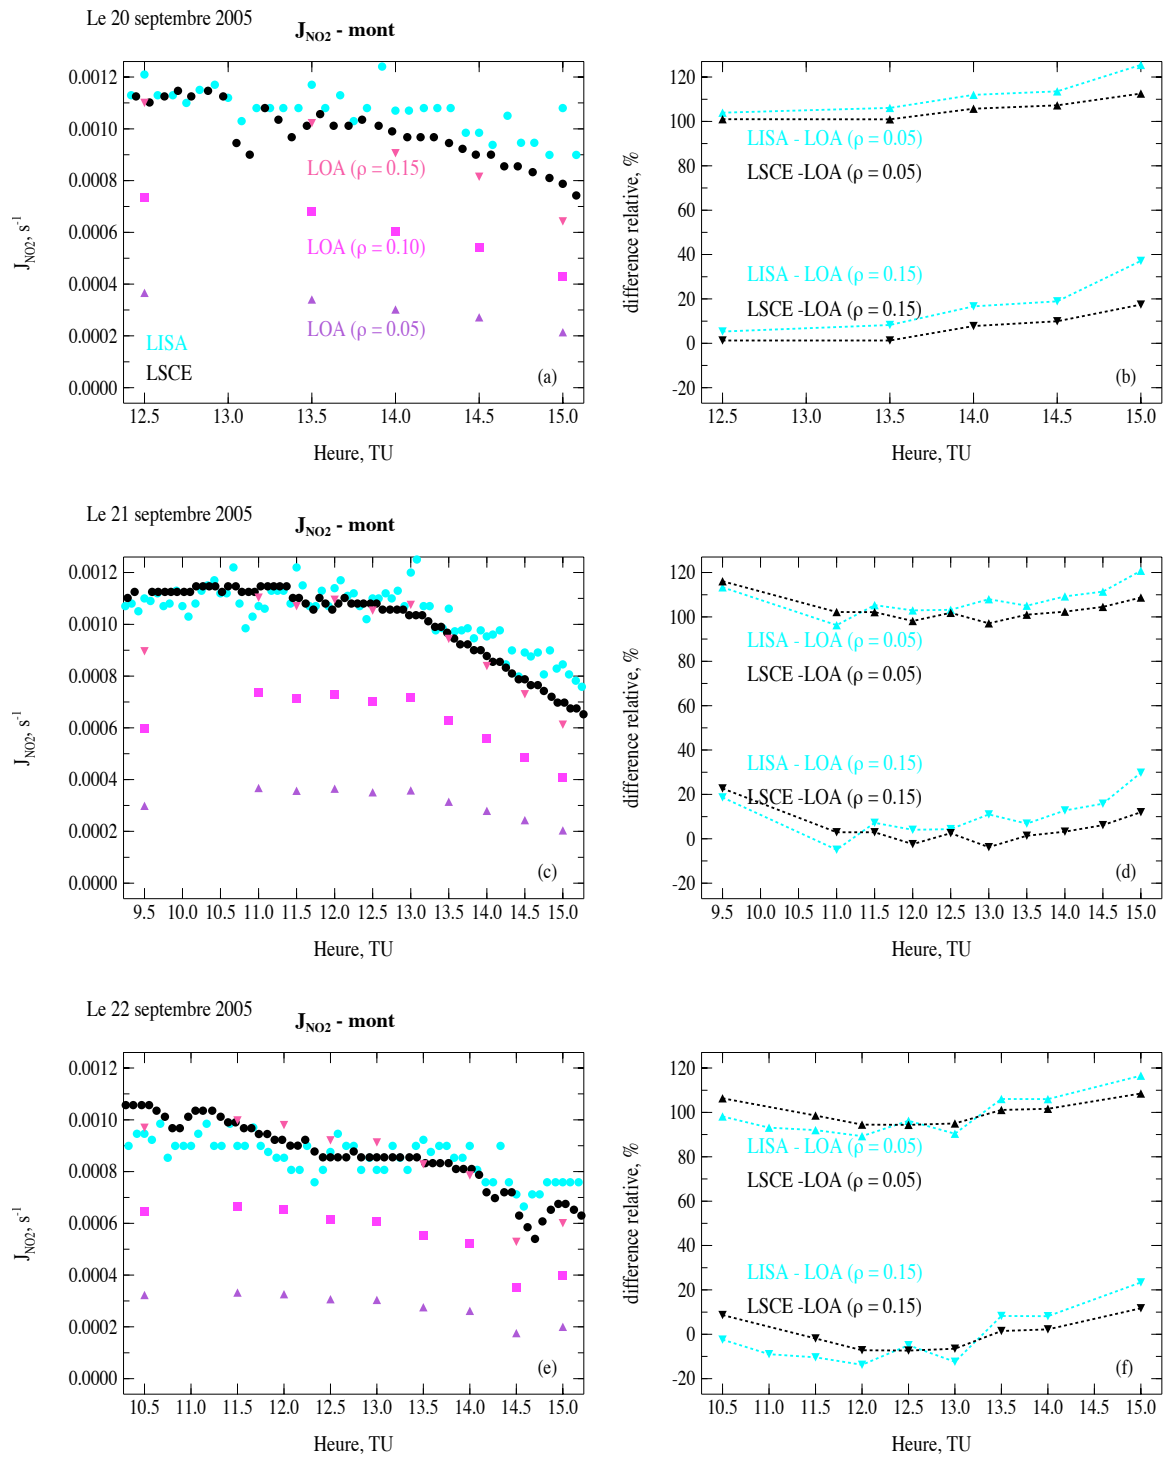 Le 20 septembre 2005
J_NO2 - mont
0.0012
0.0010
0.0008
0.0006
0.0004
0.0002
0.0000
J_NO2, s^-1
LOA (ρ = 0.15)
LOA (ρ = 0.10)
LOA (ρ = 0.05)
LISA
LSCE
(a)
12.5 13.0 13.5 14.0 14.5 15.0
Heure, TU
120
100
80
60
40
20
0
-20
difference relative, %
LISA - LOA (ρ = 0.05)
LSCE -LOA (ρ = 0.05)
LISA - LOA (ρ = 0.15)
LSCE -LOA (ρ = 0.15)
(b)
12.5 13.0 13.5 14.0 14.5 15.0
Heure, TU
Le 21 septembre 2005
J_NO2 - mont
0.0012
0.0010
0.0008
0.0006
0.0004
0.0002
0.0000
J_NO2, s^-1
(c)
9.5 10.0 10.5 11.0 11.5 12.0 12.5 13.0 13.5 14.0 14.5 15.0
Heure, TU
120
100
80
60
40
20
0
-20
difference relative, %
LISA - LOA (ρ = 0.05)
LSCE -LOA (ρ = 0.05)
LISA - LOA (ρ = 0.15)
LSCE -LOA (ρ = 0.15)
(d)
9.5 10.0 10.5 11.0 11.5 12.0 12.5 13.0 13.5 14.0 14.5 15.0
Heure, TU
Le 22 septembre 2005
J_NO2 - mont
0.0012
0.0010
0.0008
0.0006
0.0004
0.0002
0.0000
J_NO2, s^-1
(e)
10.5 11.0 11.5 12.0 12.5 13.0 13.5 14.0 14.5 15.0
Heure, TU
120
100
80
60
40
20
0
-20
difference relative, %
LISA - LOA (ρ = 0.05)
LSCE -LOA (ρ = 0.05)
LISA - LOA (ρ = 0.15)
LSCE -LOA (ρ = 0.15)
(f)
10.5 11.0 11.5 12.0 12.5 13.0 13.5 14.0 14.5 15.0
Heure, TU